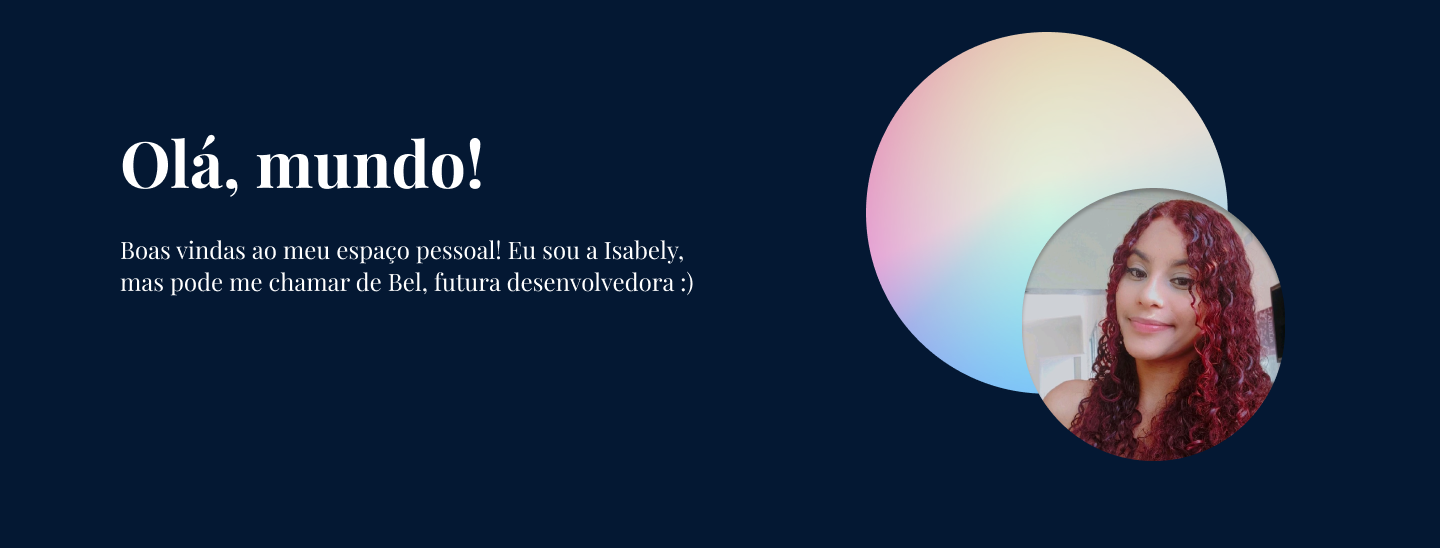 Olá, mundo!
Boas vindas ao meu espaço pessoal! Eu sou a Isabely,
mas pode me chamar de Bel, futura desenvolvedora :)